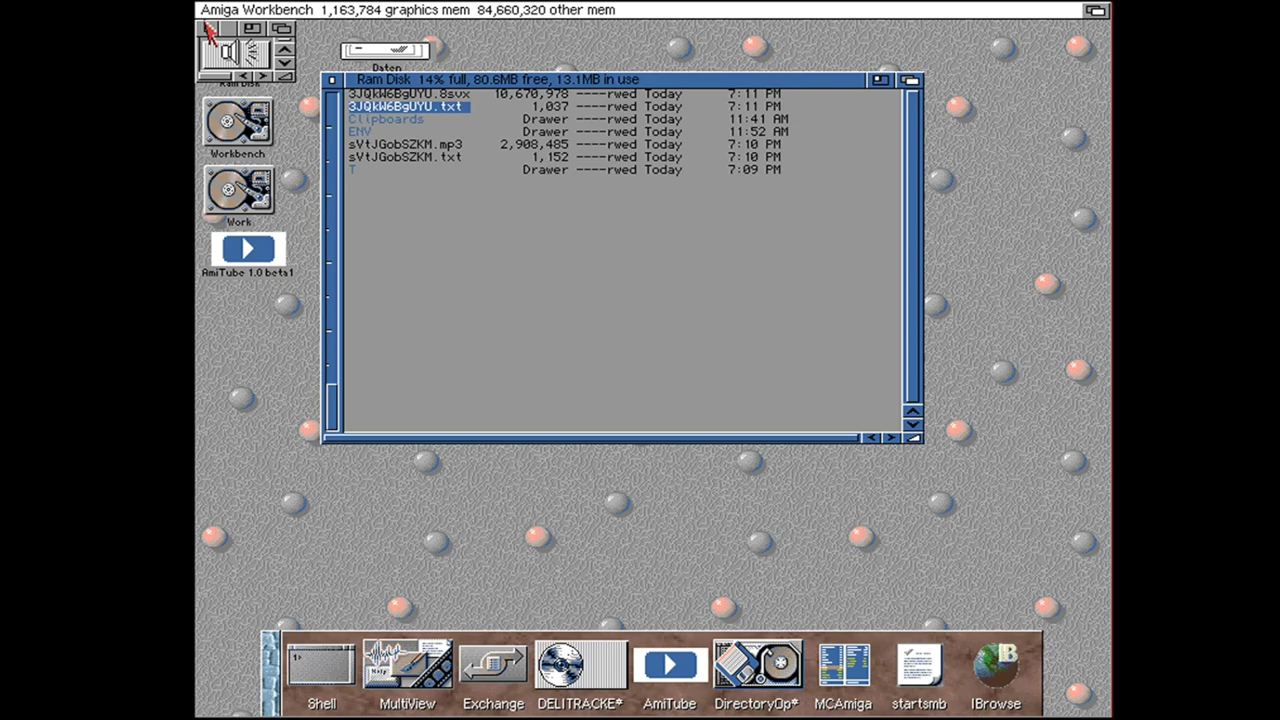 Amiga Workbench 1,163,784 graphics mem 84,660,320 other mem
Daten
Ram Disk
Ram Disk 14% full, 80.6MB free, 13.1MB in use
3JQkW6BgUYU.8svx 10,670,978 ----rwed Today 7:11 PM
3JQkW6BgUYU.txt 1,037 ----rwed Today 7:11 PM
Clipboards Drawer ----rwed Today 11:41 AM
ENV Drawer ----rwed Today 11:52 AM
sVtJGobSZKM.mp3 2,908,485 ----rwed Today 7:10 PM
sVtJGobSZKM.txt 1,152 ----rwed Today 7:10 PM
T Drawer ----rwed Today 7:09 PM
Workbench
Work
AmiTube 1.0 beta1
1>
Help
B
Shell MultiView Exchange DELITRACKE* AmiTube DirectoryOp* MCAmiga startsmb IBrowse